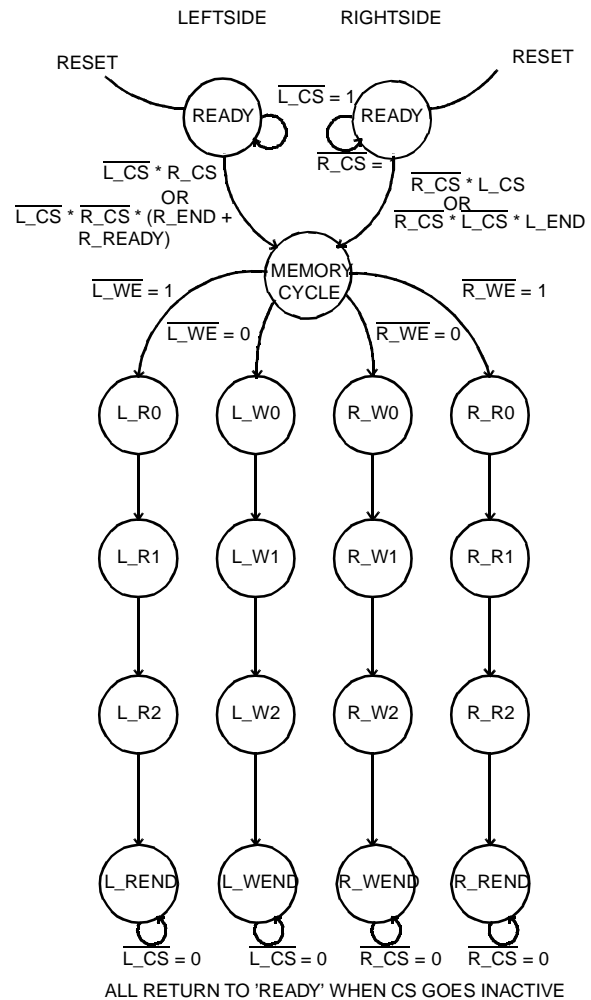 LEFTSIDE RIGHTSIDE
RESET RESET
READY READY
L_CS = 1
R_CS =
L_CS * R_CS
OR
L_CS * R_CS * (R_END +
R_READY)
R_CS * L_CS
OR
R_CS * L_CS * L_END
MEMORY
CYCLE
L_WE = 1 R_WE = 1
L_WE = 0 R_WE = 0
L_R0 L_W0 R_W0 R_R0
L_R1 L_W1 R_W1 R_R1
L_R2 L_W2 R_W2 R_R2
L_REND L_WEND R_WEND R_REND
L_CS = 0 L_CS = 0 R_CS = 0 R_CS = 0
ALL RETURN TO 'READY' WHEN CS GOES INACTIVE